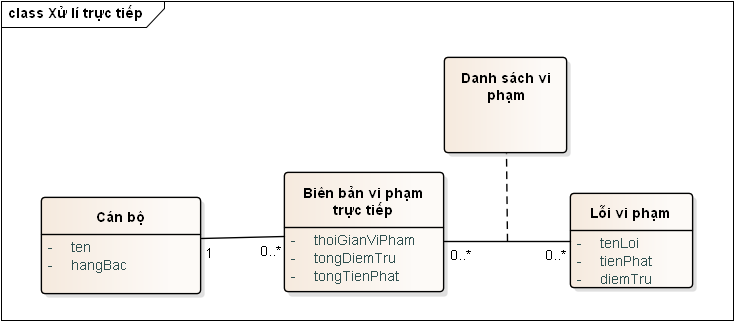 class Xử lí trực tiếp
Danh sách vi
phạm
Cán bộ
- ten
- hangBac
1
0..*
Biên bản vi phạm
trực tiếp
- thoiGianViPham
- tongDiemTru
- tongTienPhat
0..*
0..*
Lỗi vi phạm
- tenLoi
- tienPhat
- diemTru